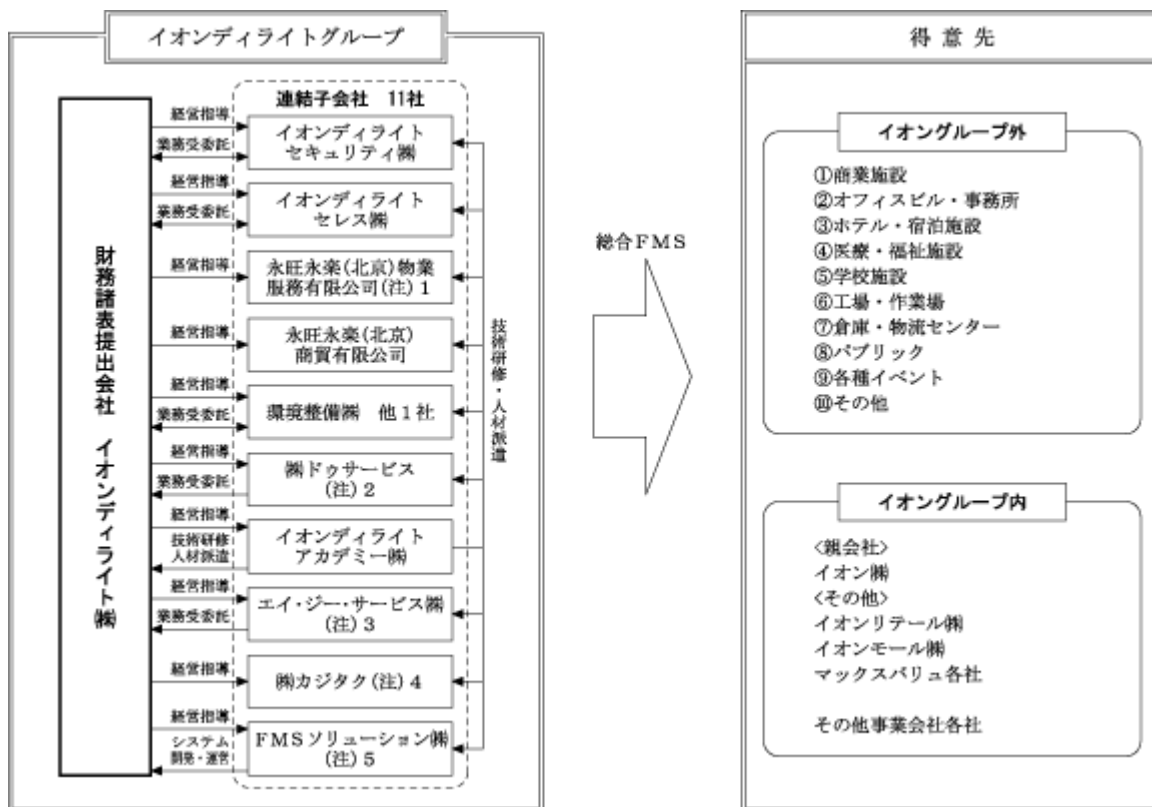 イオンディライトグループ
財務諸表提出会社 イオンディライト㈱
連結子会社 11社
経営指導
業務受委託
イオンディライト
セキュリティ㈱
経営指導
業務受委託
イオンディライト
セレス㈱
経営指導
永旺永楽(北京)物業
服務有限公司(注)1
経営指導
永旺永楽(北京)
商貿有限公司
経営指導
業務受委託
環境整備㈱ 他1社
経営指導
業務受委託
㈱ドゥサービス
(注)2
経営指導
技術研修
人材派遣
イオンディライト
アカデミー㈱
経営指導
業務受委託
エイ・ジー・サービス㈱
(注)3
経営指導
㈱カジタク(注)4
経営指導
システム
開発・運営
FMSソリューション㈱
(注)5
技術研修・人材派遣
総合FMS
得意先
イオングループ外
①商業施設
②オフィスビル・事務所
③ホテル・宿泊施設
④医療・福祉施設
⑤学校施設
⑥工場・作業場
⑦倉庫・物流センター
⑧パブリック
⑨各種イベント
⑩その他
イオングループ内
<親会社>
イオン㈱
<その他>
イオンリテール㈱
イオンモール㈱
マックスバリュ各社
その他事業会社各社